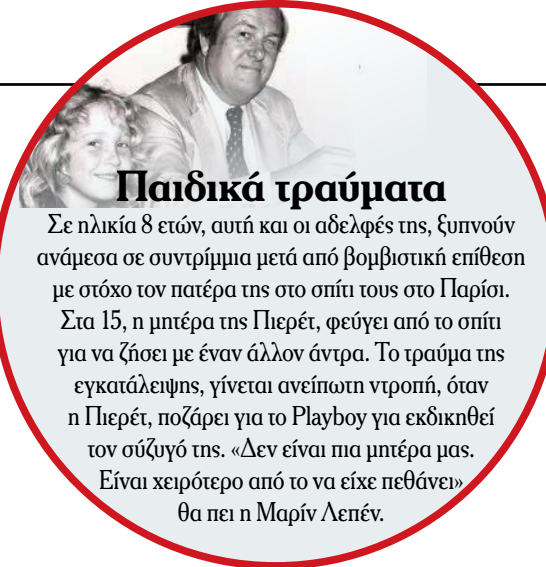 Παιδικά τραύματα
Σε ηλικία 8 ετών, αυτή και οι αδελφές της, ξυπνούν
ανάμεσα σε συντρίμμια μετά από βομβιστική επίθεση
με στόχο τον πατέρα της στο σπίτι τους στο Παρίσι.
Στα 15, η μητέρα της Πιερέτ, φεύγει από το σπίτι
για να ζήσει με έναν άλλον άντρα. Το τραύμα της
εγκατάλειψης, γίνεται ανείπωτη ντροπή, όταν
η Πιερέτ, ποζάρει για το Playboy για εκδικηθεί
τον σύζυγό της. «Δεν είναι πια μητέρα μας.
Είναι χειρότερο από το να είχε πεθάνει»
θα πει η Μαρίν Λεπέν.